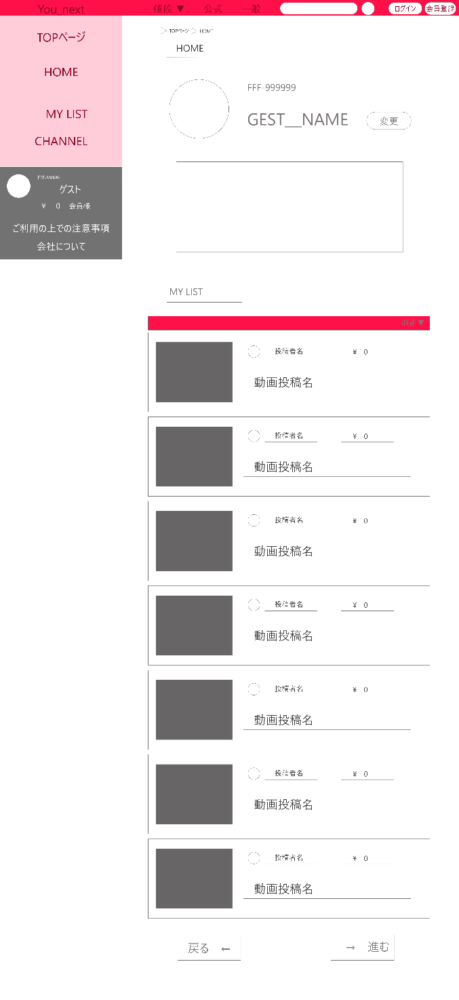 You_next 値段 ▼ 公式 一般 ログイン 会員登録
TOPページ
HOME
MY LIST
CHANNEL
FFF-99999
ゲスト
¥ 0 会員様
ご利用の上での注意事項
会社について
TOPページ HOME
HOME
FFF-999999
GEST__NAME 変更
MY LIST
動画 ▼
投稿者名 ¥ 0
動画投稿名
投稿者名 ¥ 0
動画投稿名
投稿者名 ¥ 0
動画投稿名
投稿者名 ¥ 0
動画投稿名
投稿者名 ¥ 0
動画投稿名
投稿者名 ¥ 0
動画投稿名
投稿者名 ¥ 0
動画投稿名
戻る ← → 進む